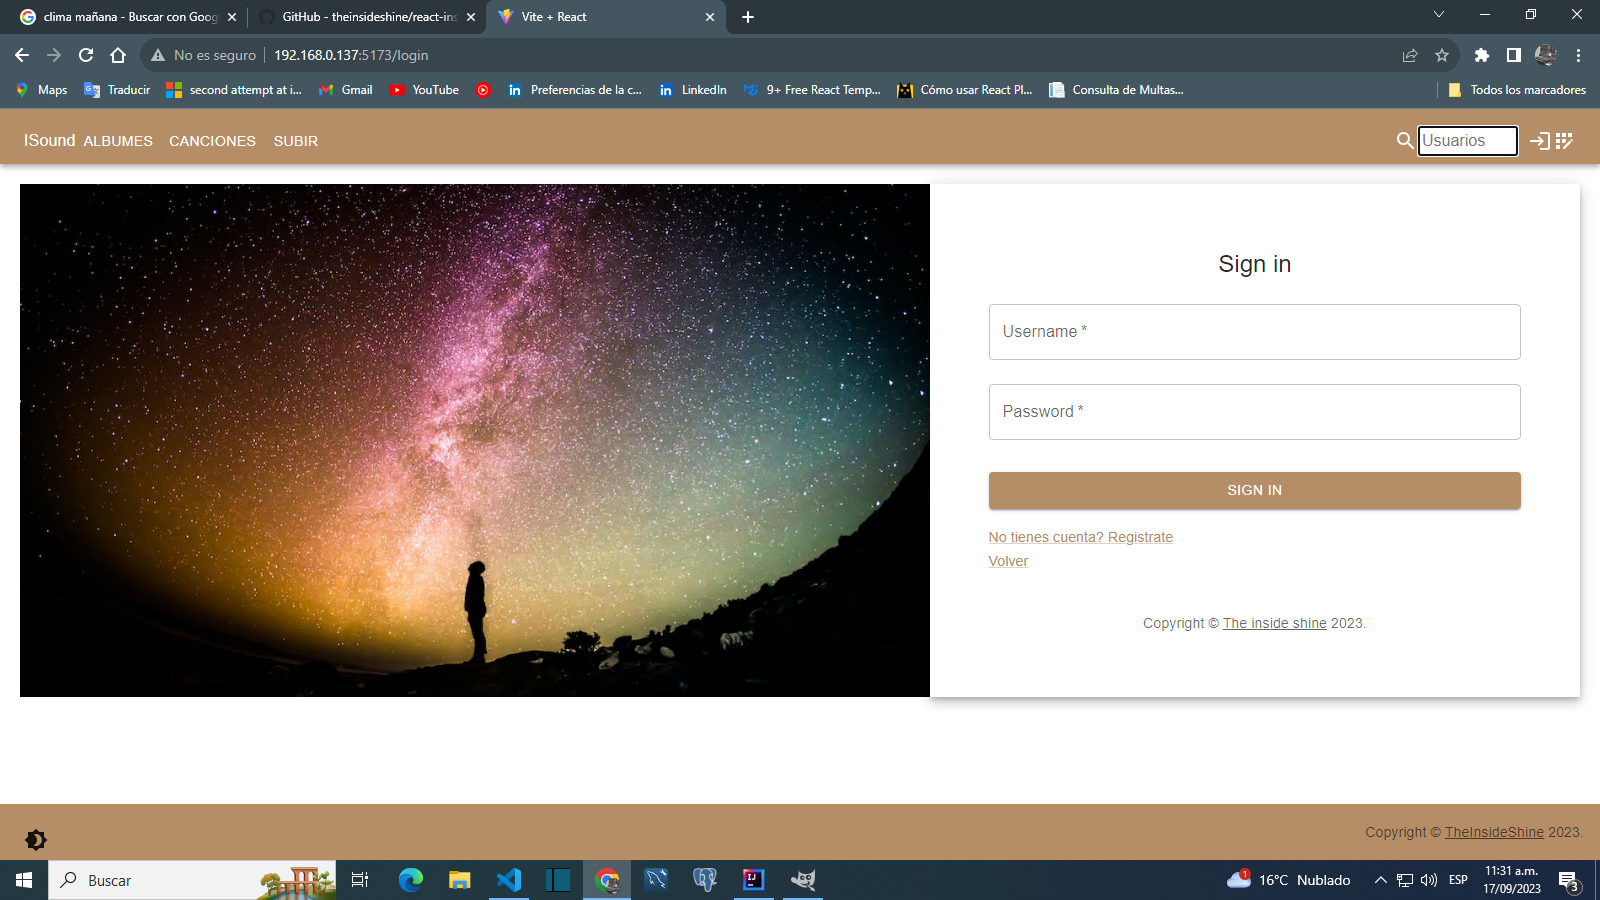 clima mañana - Buscar con Goog
GitHub - theinsideshine/react-ins
Vite + React
No es seguro
192.168.0.137:5173/login
Maps
Traducir
second attempt at i...
Gmail
YouTube
Preferencias de la c...
LinkedIn
9+ Free React Temp...
Cómo usar React Pl...
Consulta de Multas...
Todos los marcadores
ISound
ALBUMES
CANCIONES
SUBIR
Usuarios
Sign in
Username *
Password *
SIGN IN
No tienes cuenta? Registrate
Volver
Copyright © The inside shine 2023.
Copyright © TheInsideShine 2023.
Buscar
1
16°C Nublado
ESP
11:31 a.m.
17/09/2023
3